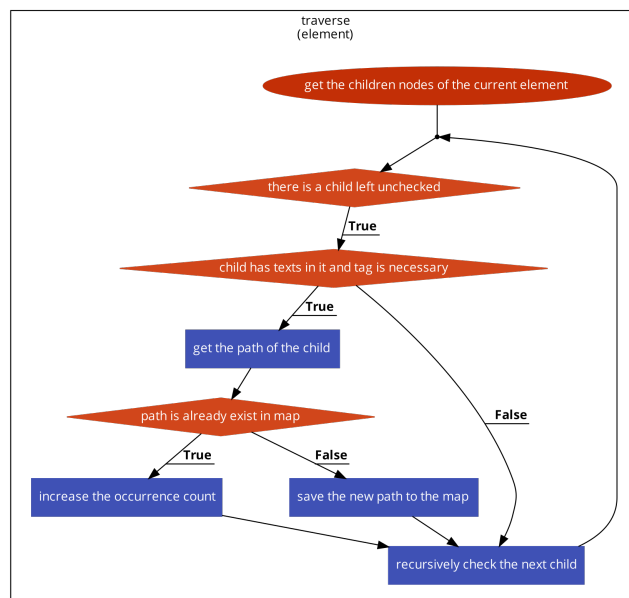 traverse
(element)
get the children nodes of the current element
there is a child left unchecked
True
child has texts in it and tag is necessary
True
get the path of the child
path is already exist in map
False
True
False
increase the occurrence count
save the new path to the map
recursively check the next child